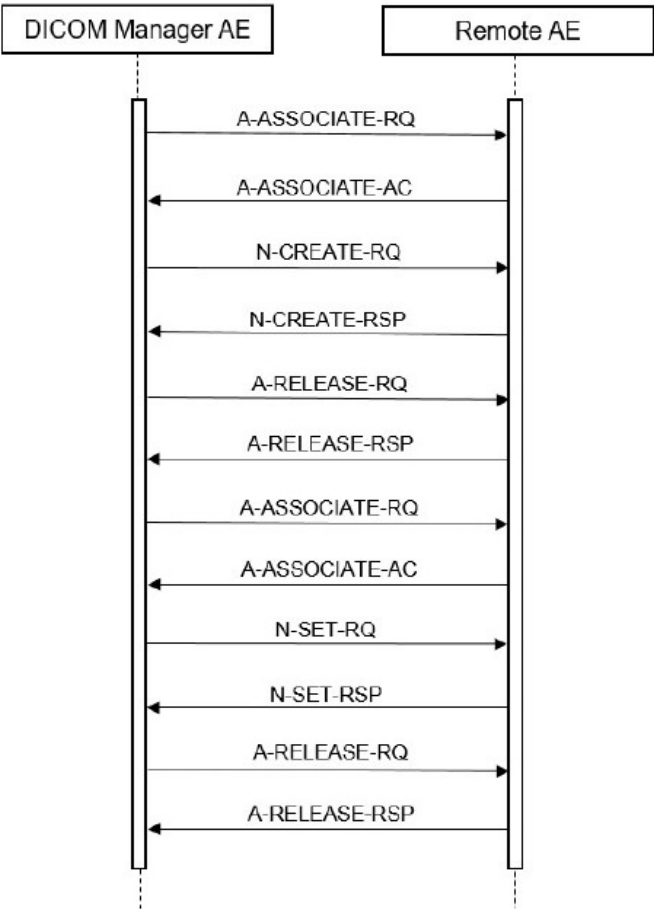 DICOM Manager AE
Remote AE
A-ASSOCIATE-RQ
A-ASSOCIATE-AC
N-CREATE-RQ
N-CREATE-RSP
A-RELEASE-RQ
A-RELEASE-RSP
A-ASSOCIATE-RQ
A-ASSOCIATE-AC
N-SET-RQ
N-SET-RSP
A-RELEASE-RQ
A-RELEASE-RSP